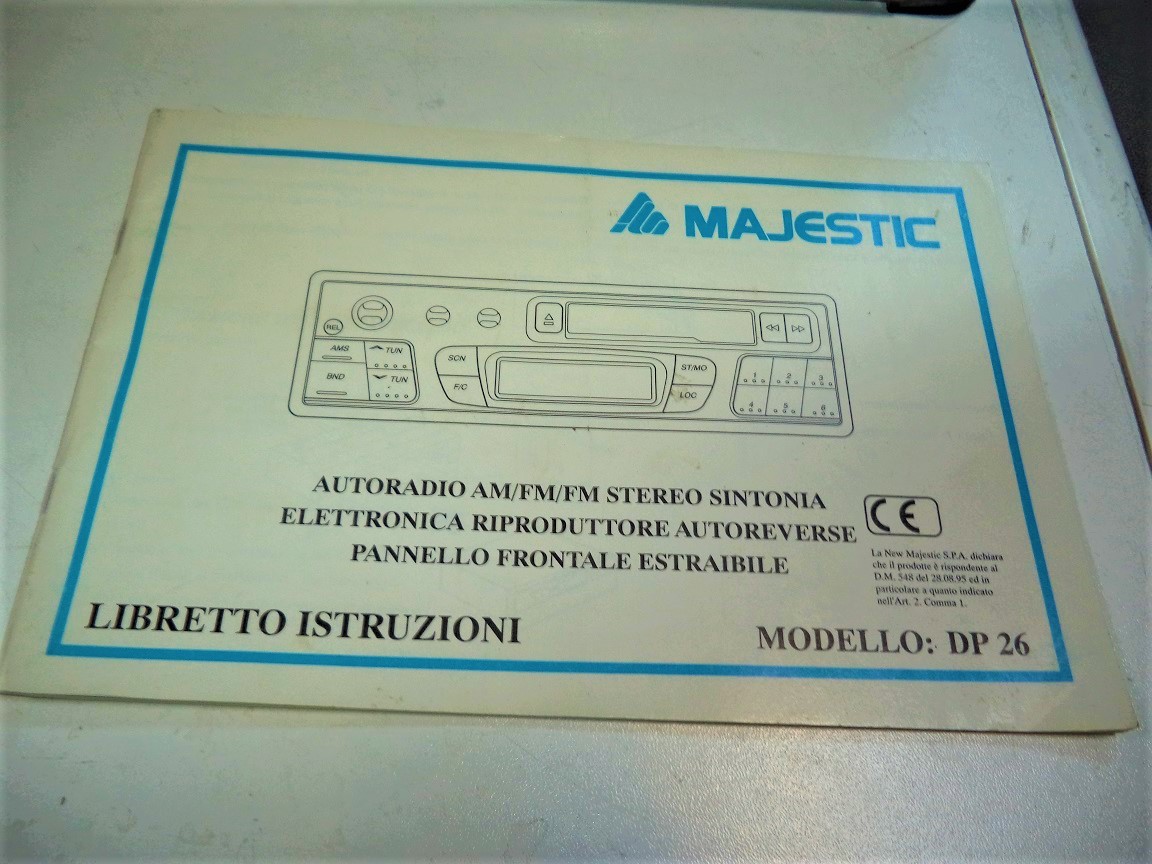 MAJESTIC
REL
AMS
TUN
BND
TUN
SCN
F/C
ST/MO
LOC
1 2 3
4 5 6
AUTORADIO AM/FM/FM STEREO SINTONIA
ELETTRONICA RIPRODUTTORE AUTOREVERSE
PANNELLO FRONTALE ESTRAIBILE
CE
La New Majestic S.P.A. dichiara
che il prodotto è rispondente al
D.M. 548 del 28.08.95 ed in
particolare a quanto indicato
nell'Art. 2. Comma 1.
LIBRETTO ISTRUZIONI
MODELLO: DP 26